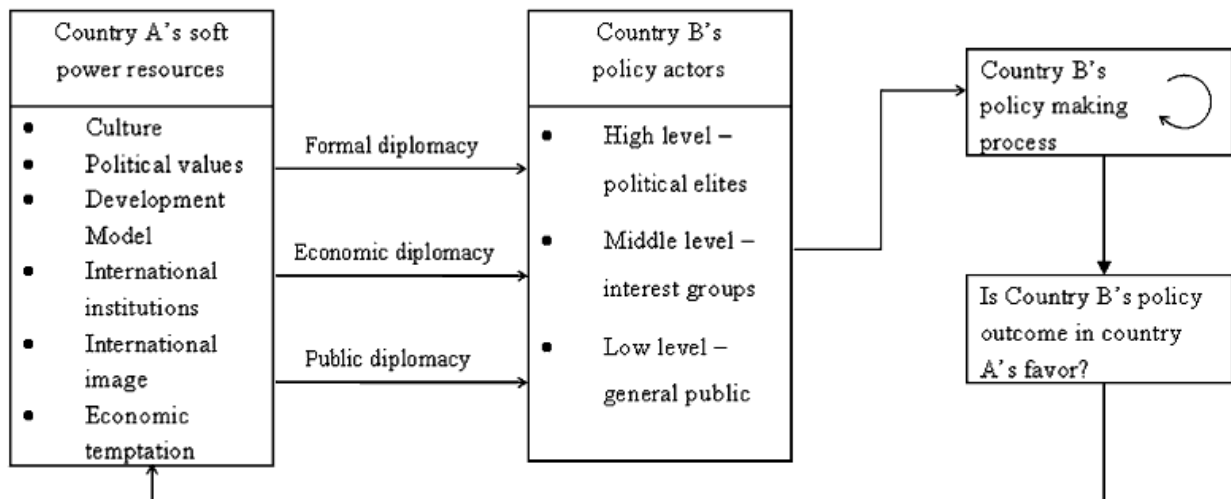 Country A's soft
power resources
• Culture
• Political values
• Development
Model
• International
institutions
• International
image
• Economic
temptation
Formal diplomacy
Economic diplomacy
Public diplomacy
Country B's
policy actors
• High level –
political elites
• Middle level –
interest groups
• Low level –
general public
Country B's
policy making
process
Is Country B's policy
outcome in country
A's favor?